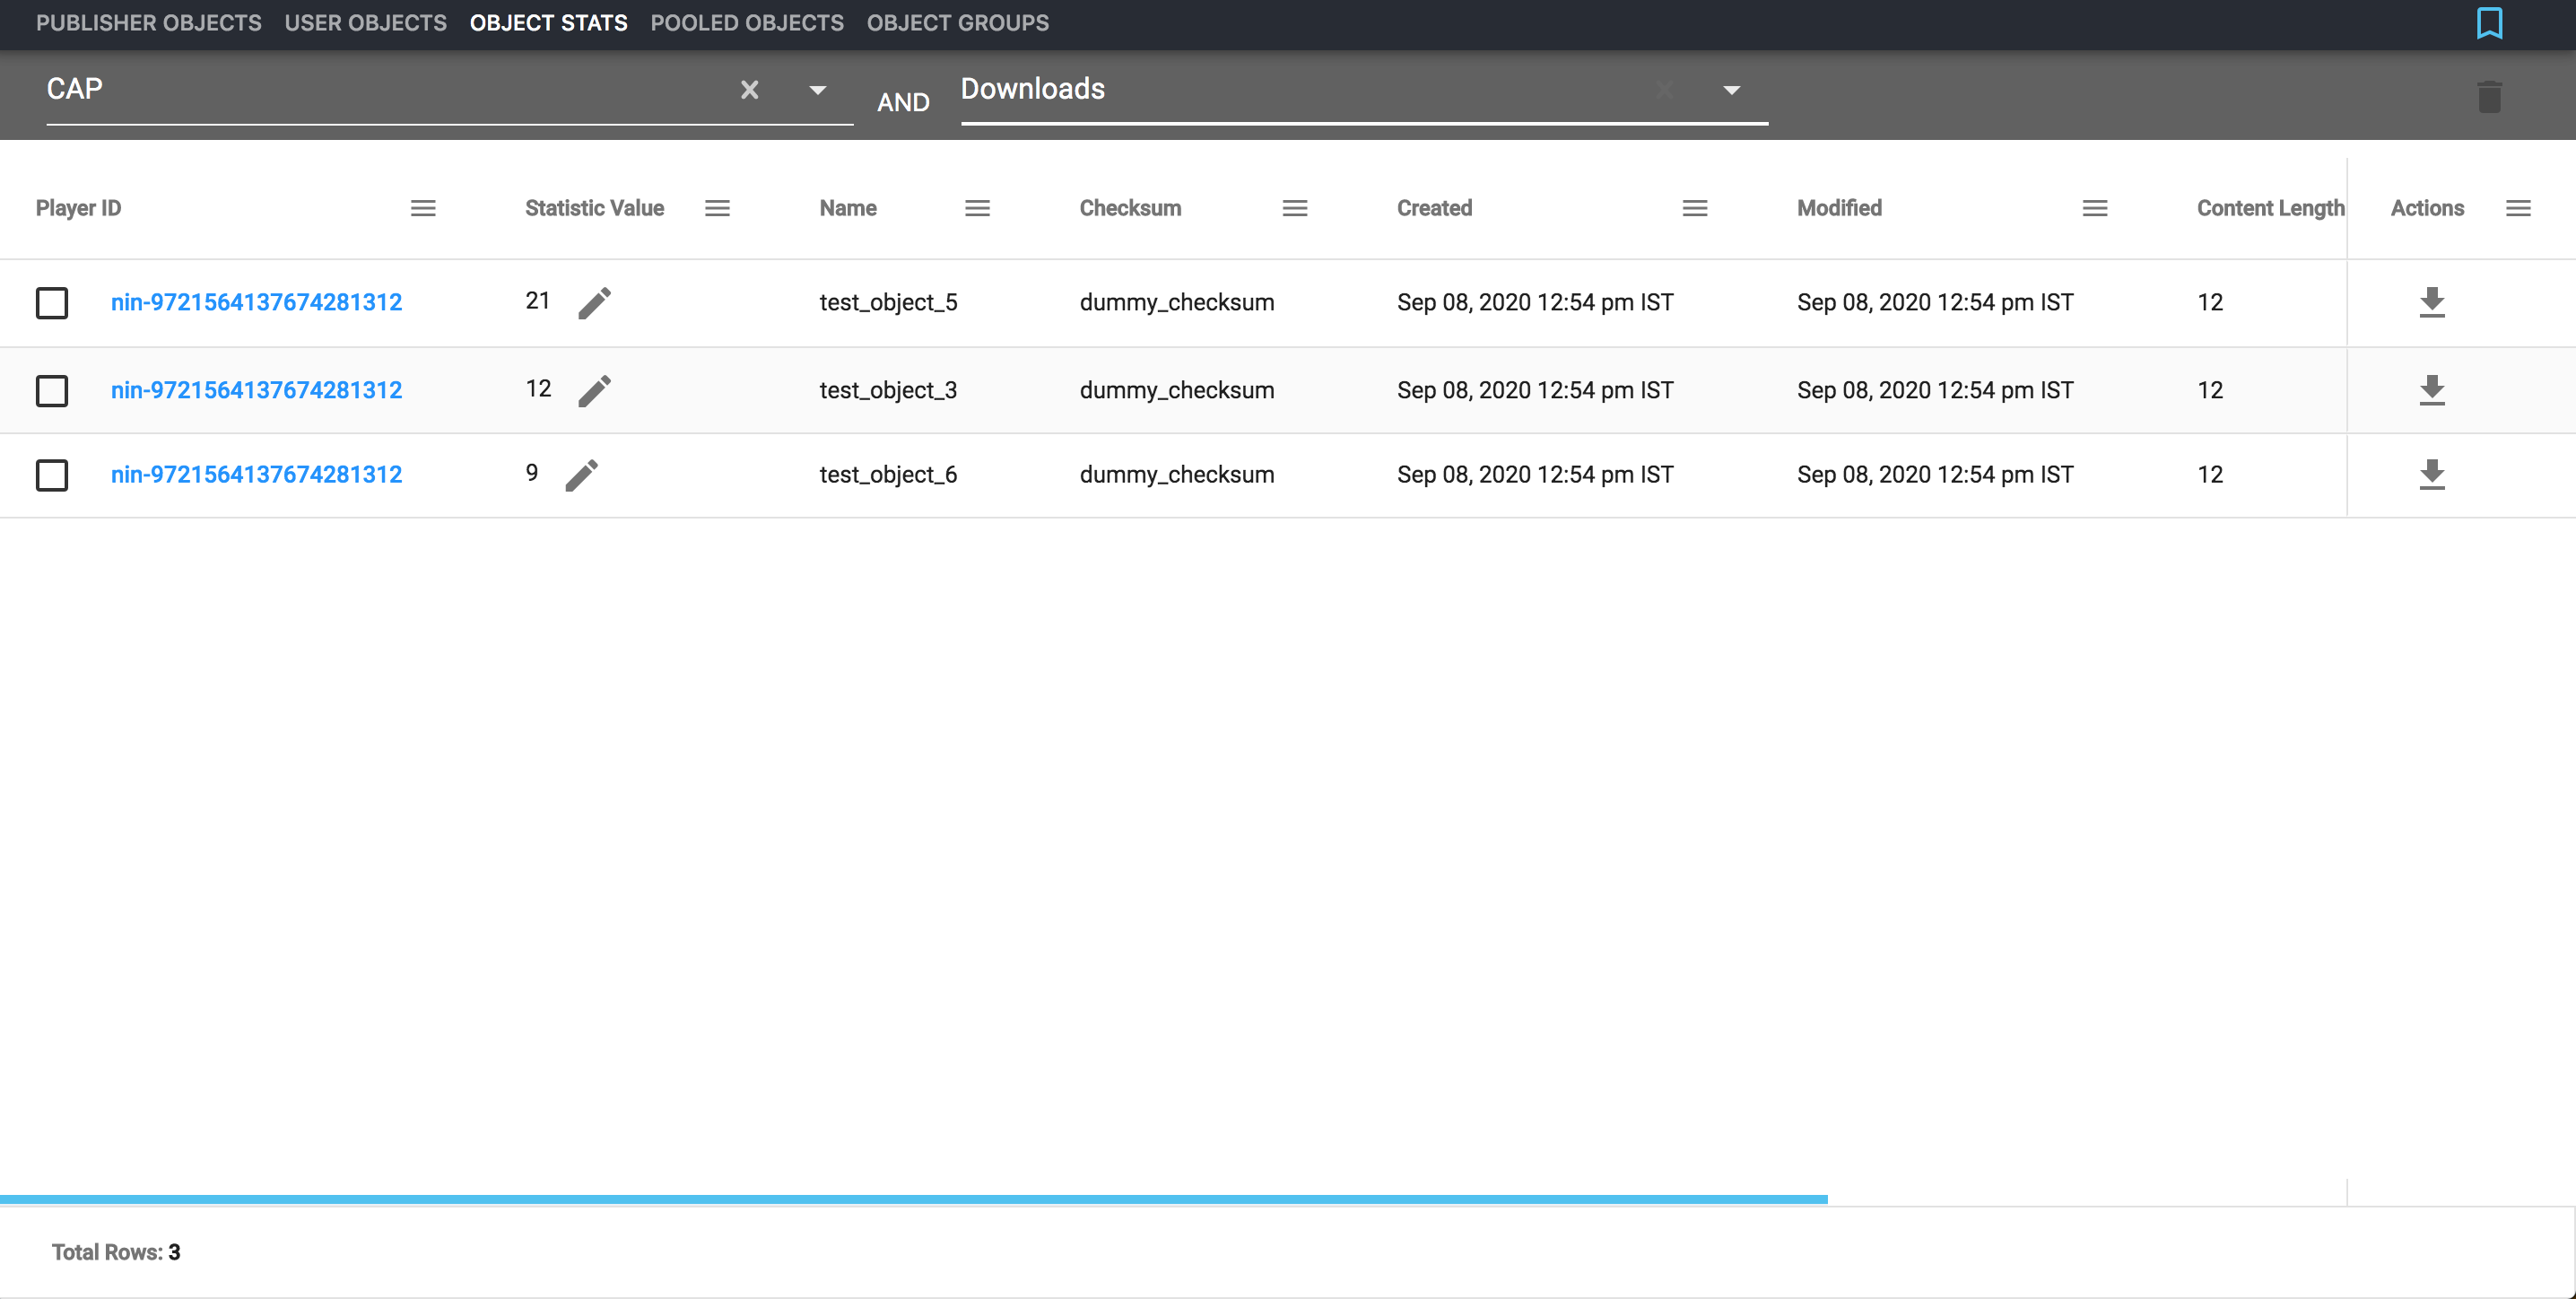 PUBLISHER OBJECTS USER OBJECTS OBJECT STATS POOLED OBJECTS OBJECT GROUPS
CAP AND Downloads
Player ID Statistic Value Name Checksum Created Modified Content Length Actions
nin-9721564137674281312 21 test_object_5 dummy_checksum Sep 08, 2020 12:54 pm IST Sep 08, 2020 12:54 pm IST 12
nin-9721564137674281312 12 test_object_3 dummy_checksum Sep 08, 2020 12:54 pm IST Sep 08, 2020 12:54 pm IST 12
nin-9721564137674281312 9 test_object_6 dummy_checksum Sep 08, 2020 12:54 pm IST Sep 08, 2020 12:54 pm IST 12
Total Rows: 3